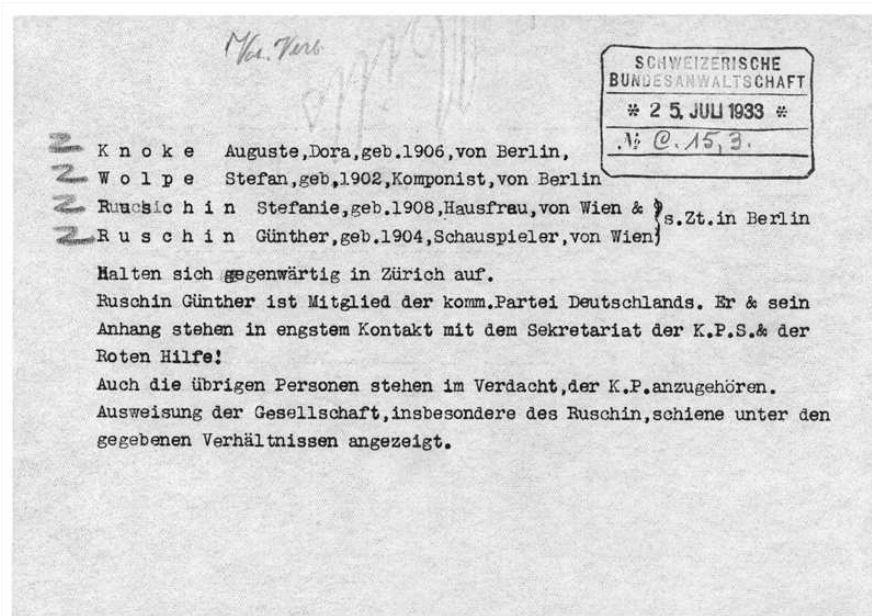 SCHWEIZERISCHE
BUNDESANWALTSCHAFT
* 25. JULI 1933 *
№ C. 15, 3.
K n o k e Auguste,Dora,geb.1906,von Berlin,
W o l p e Stefan,geb,1902,Komponist,von Berlin
R u s c h i n Stefanie,geb.1908,Hausfrau,von Wien & } s.Zt.in Berlin
R u s c h i n Günther,geb.1904,Schauspieler,von Wien}
Halten sich gegenwärtig in Zürich auf.
Ruschin Günther ist Mitglied der komm.Partei Deutschlands. Er & sein
Anhang stehen in engstem Kontakt mit dem Sekretariat der K.P.S.& der
Roten Hilfe!
Auch die übrigen Personen stehen im Verdacht,der K.P.anzugehören.
Ausweisung der Gesellschaft,insbesondere des Ruschin,schiene unter den
gegebenen Verhältnissen angezeigt.